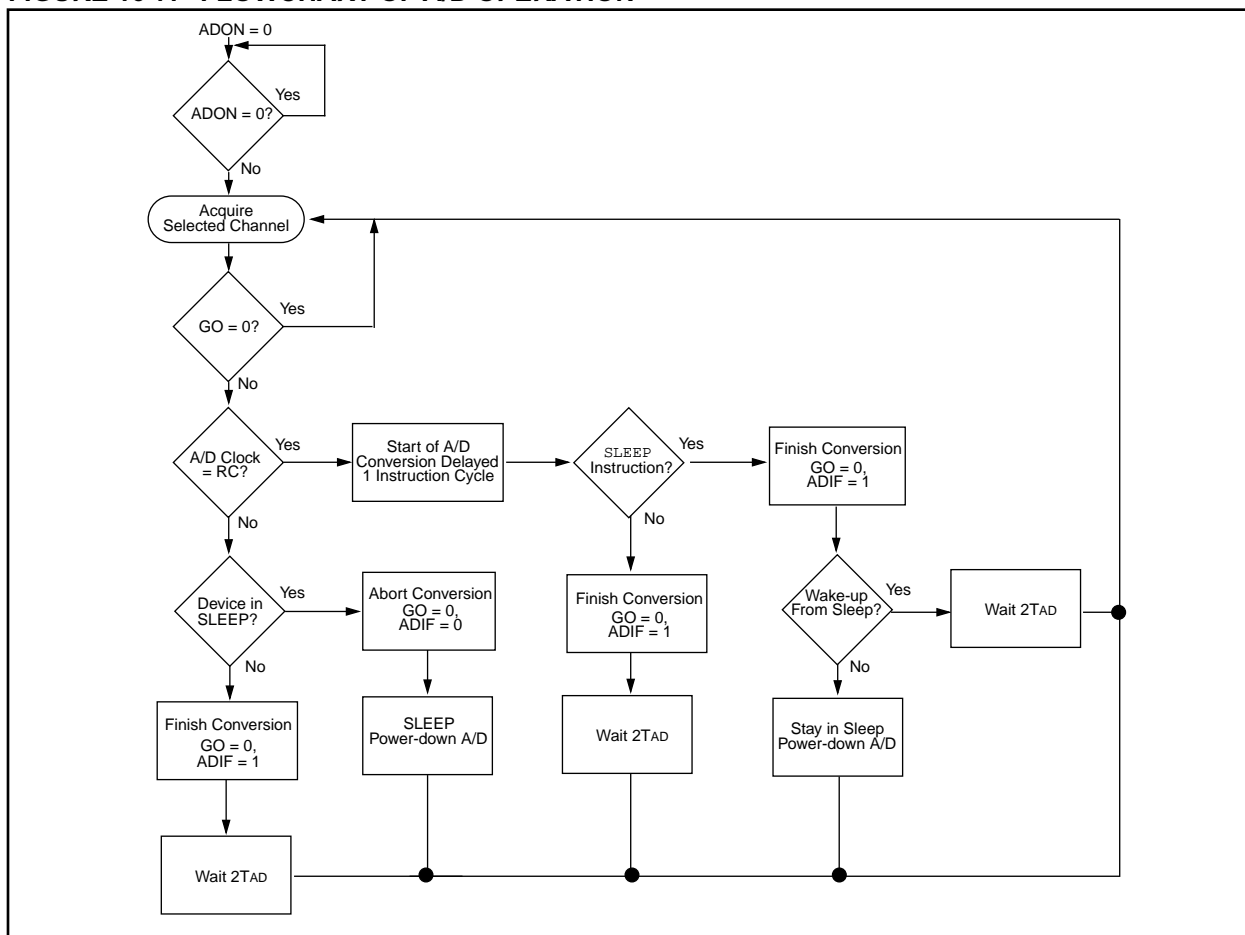 ADON = 0
ADON = 0?
Yes
No
Acquire
Selected Channel
GO = 0?
Yes
No
A/D Clock
= RC?
Yes
No
Start of A/D
Conversion Delayed
1 Instruction Cycle
SLEEP
Instruction?
Yes
No
Finish Conversion
GO = 0,
ADIF = 1
Device in
SLEEP?
Yes
No
Abort Conversion
GO = 0,
ADIF = 0
Finish Conversion
GO = 0,
ADIF = 1
Wake-up
From Sleep?
Yes
No
Wait 2TAD
Finish Conversion
GO = 0,
ADIF = 1
SLEEP
Power-down A/D
Wait 2TAD
Stay in Sleep
Power-down A/D
Wait 2TAD